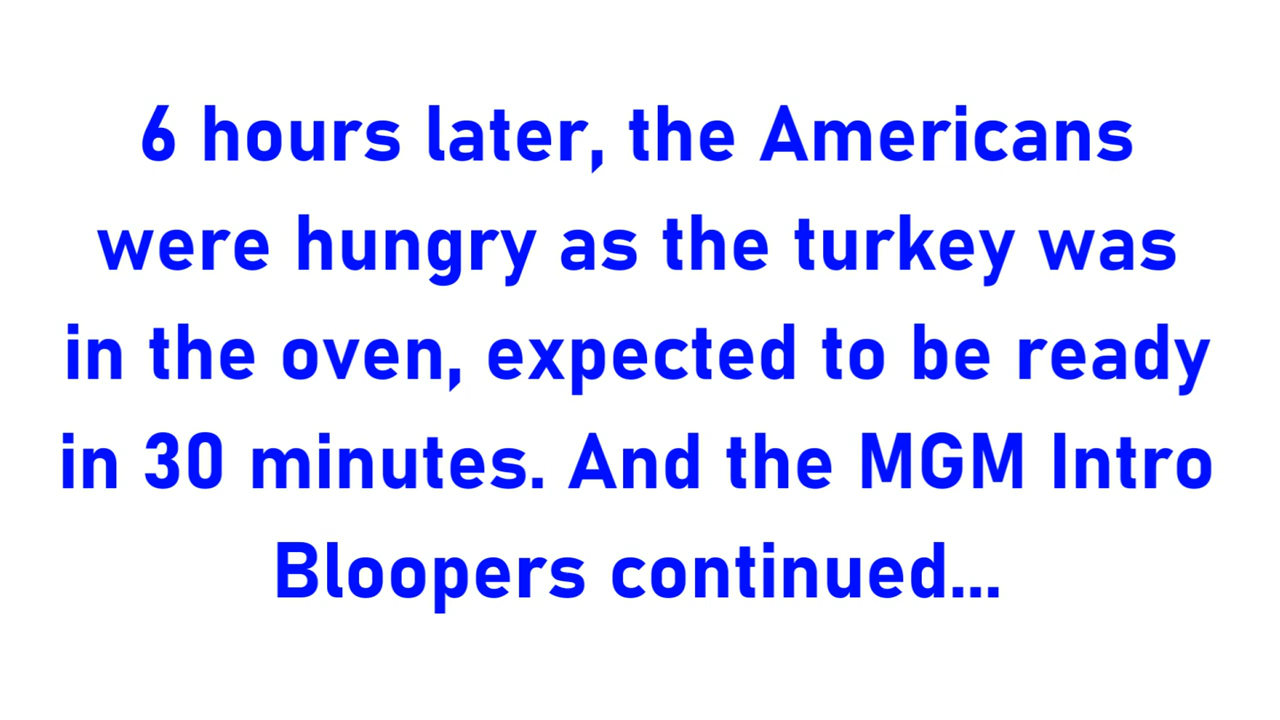 6 hours later, the Americans
were hungry as the turkey was
in the oven, expected to be ready
in 30 minutes. And the MGM Intro
Bloopers continued...